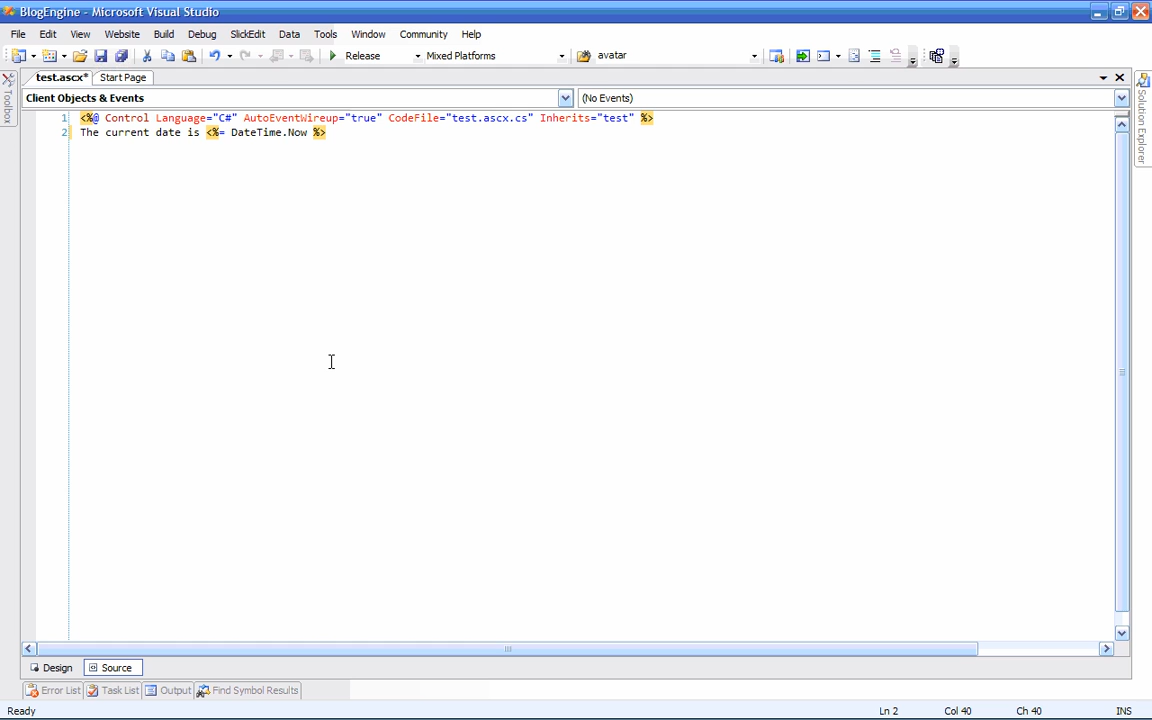 BlogEngine - Microsoft Visual Studio
File Edit View Website Build Debug SlickEdit Data Tools Window Community Help
Release Mixed Platforms avatar
test.ascx* Start Page
Toolbox
Client Objects & Events (No Events)
Solution Explorer
1 <%@ Control Language="C#" AutoEventWireup="true" CodeFile="test.ascx.cs" Inherits="test" %>
2 The current date is <%= DateTime.Now %>
Design Source
Error List Task List Output Find Symbol Results
Ready Ln 2 Col 40 Ch 40 INS